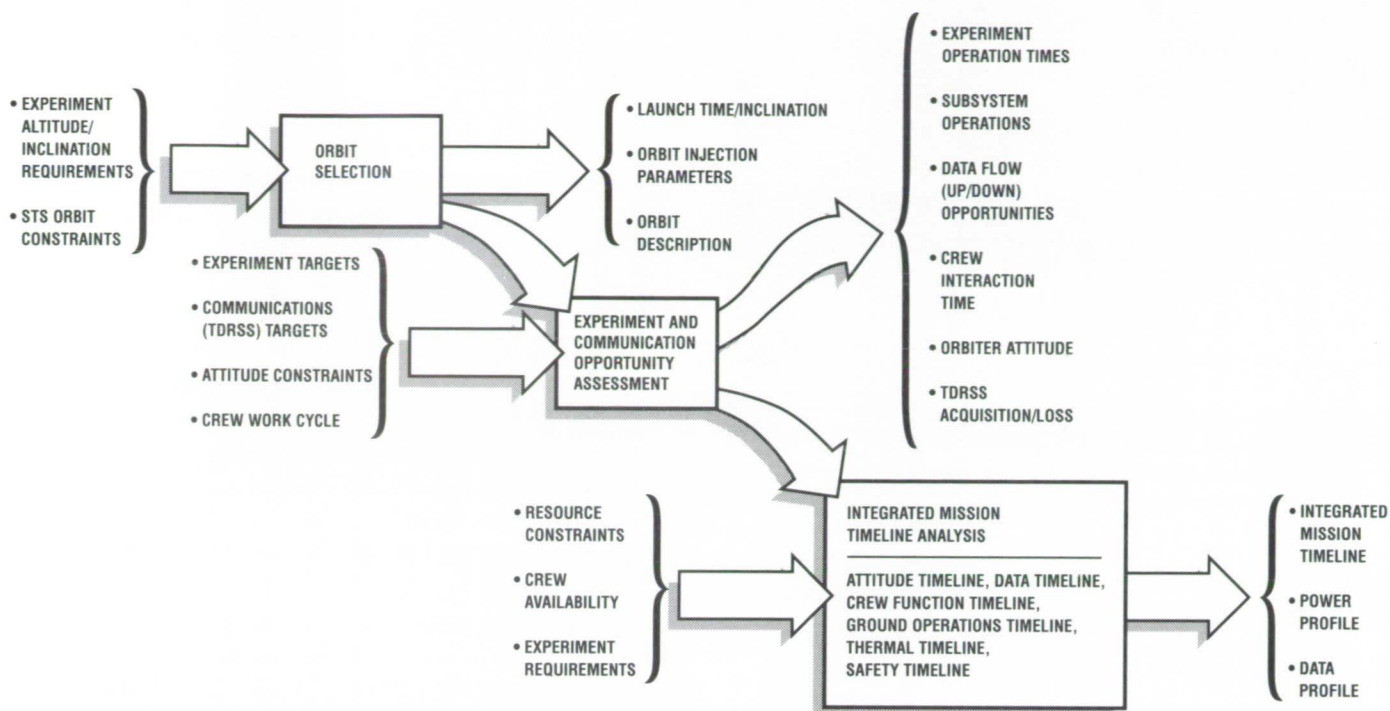 • EXPERIMENT
ALTITUDE/
INCLINATION
REQUIREMENTS
• STS ORBIT
CONSTRAINTS
ORBIT
SELECTION
• LAUNCH TIME/INCLINATION
• ORBIT INJECTION
PARAMETERS
• ORBIT
DESCRIPTION
• EXPERIMENT TARGETS
• COMMUNICATIONS
(TDRSS) TARGETS
• ATTITUDE CONSTRAINTS
• CREW WORK CYCLE
EXPERIMENT AND
COMMUNICATION
OPPORTUNITY
ASSESSMENT
• EXPERIMENT
OPERATION TIMES
• SUBSYSTEM
OPERATIONS
• DATA FLOW
(UP/DOWN)
OPPORTUNITIES
• CREW
INTERACTION
TIME
• ORBITER ATTITUDE
• TDRSS
ACQUISITION/LOSS
• RESOURCE
CONSTRAINTS
• CREW
AVAILABILITY
• EXPERIMENT
REQUIREMENTS
INTEGRATED MISSION
TIMELINE ANALYSIS
ATTITUDE TIMELINE, DATA TIMELINE,
CREW FUNCTION TIMELINE,
GROUND OPERATIONS TIMELINE,
THERMAL TIMELINE,
SAFETY TIMELINE
• INTEGRATED
MISSION
TIMELINE
• POWER
PROFILE
• DATA
PROFILE